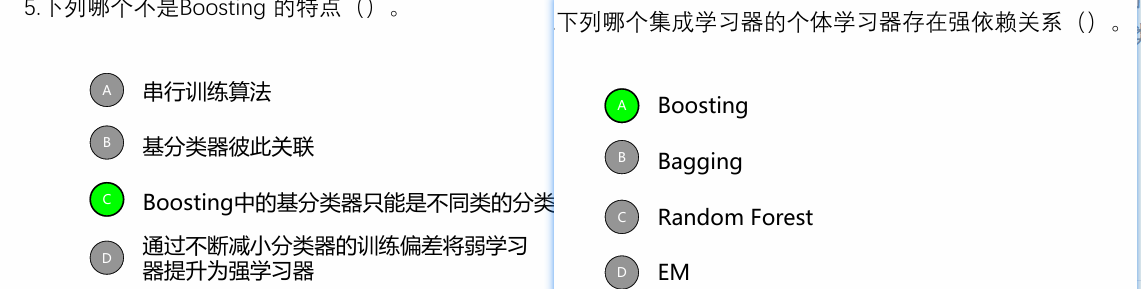 5.下列哪个不是Boosting 的特点（）。
A 串行训练算法
B 基分类器彼此关联
C Boosting中的基分类器只能是不同类的分类
D 通过不断减小分类器的训练偏差将弱学习
器提升为强学习器
下列哪个集成学习器的个体学习器存在强依赖关系（）。
A Boosting
B Bagging
C Random Forest
D EM